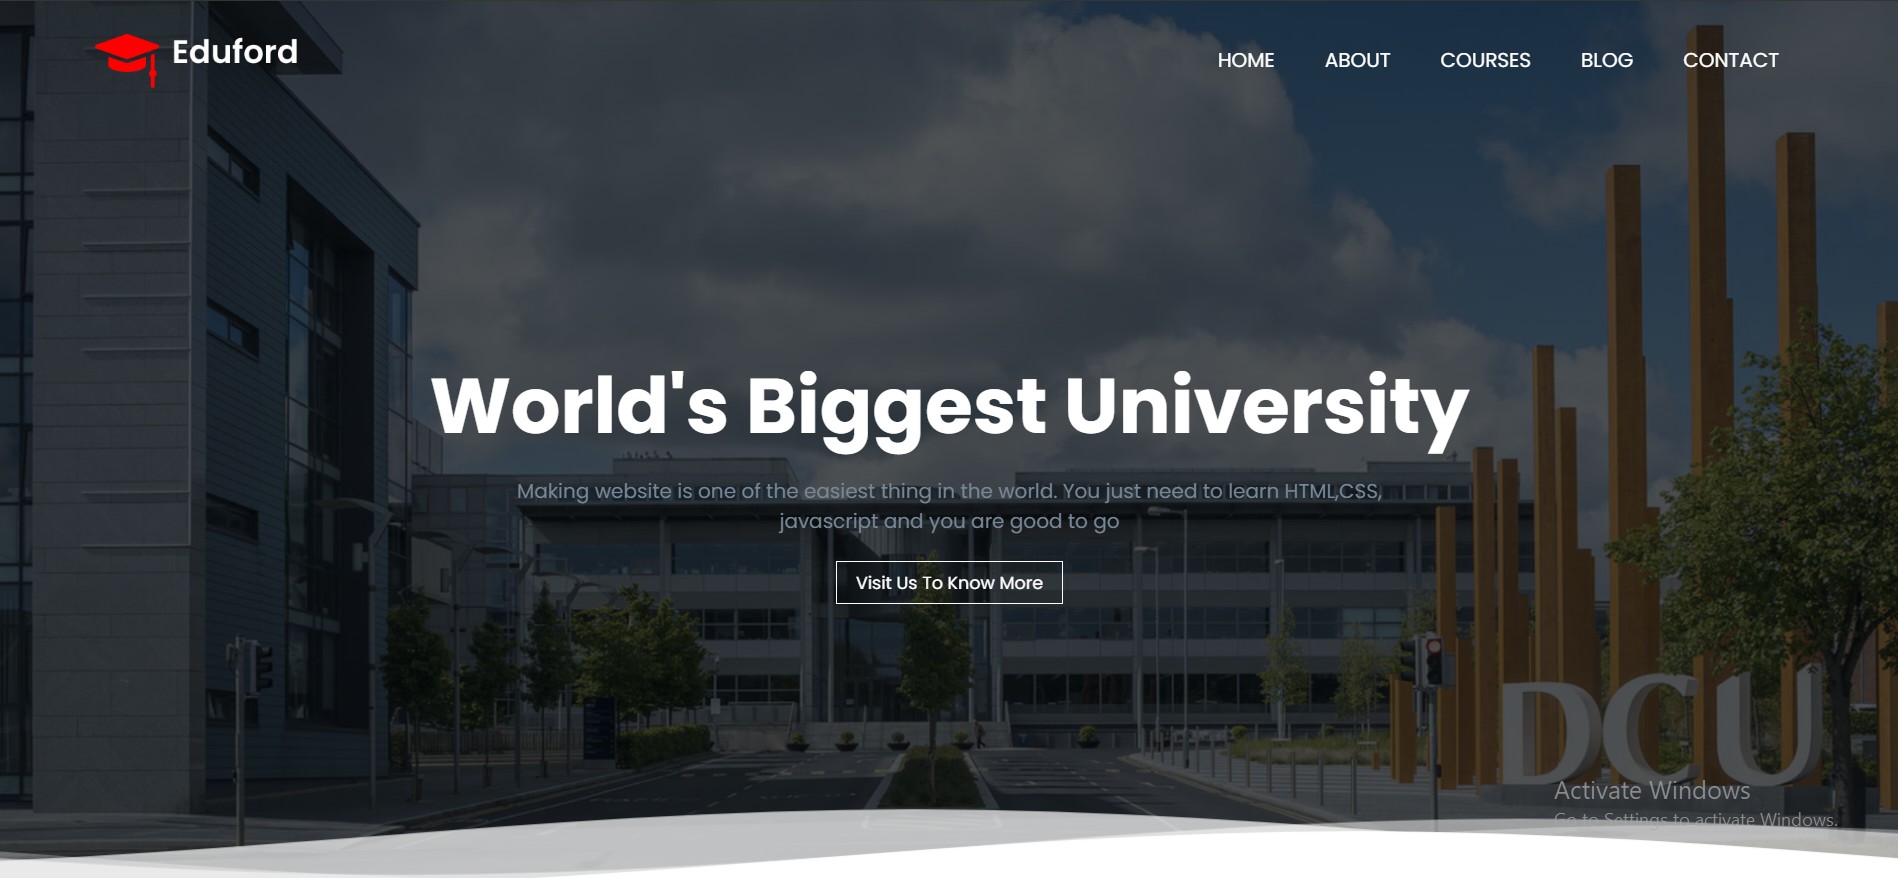 Eduford
HOME ABOUT COURSES BLOG CONTACT
World's Biggest University
Making website is one of the easiest thing in the world. You just need to learn HTML,CSS,
javascript and you are good to go
Visit Us To Know More
DCU
Activate Windows
Go to Settings to activate Windows.